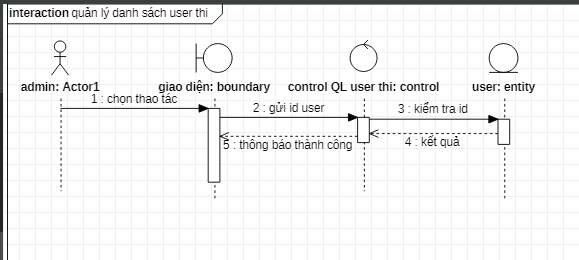 interaction quản lý danh sách user thi
admin: Actor1
giao diện: boundary
control QL user thi: control
user: entity
1 : chọn thao tác
2 : gửi id user
3 : kiểm tra id
4 : kết quả
5 : thông báo thành công